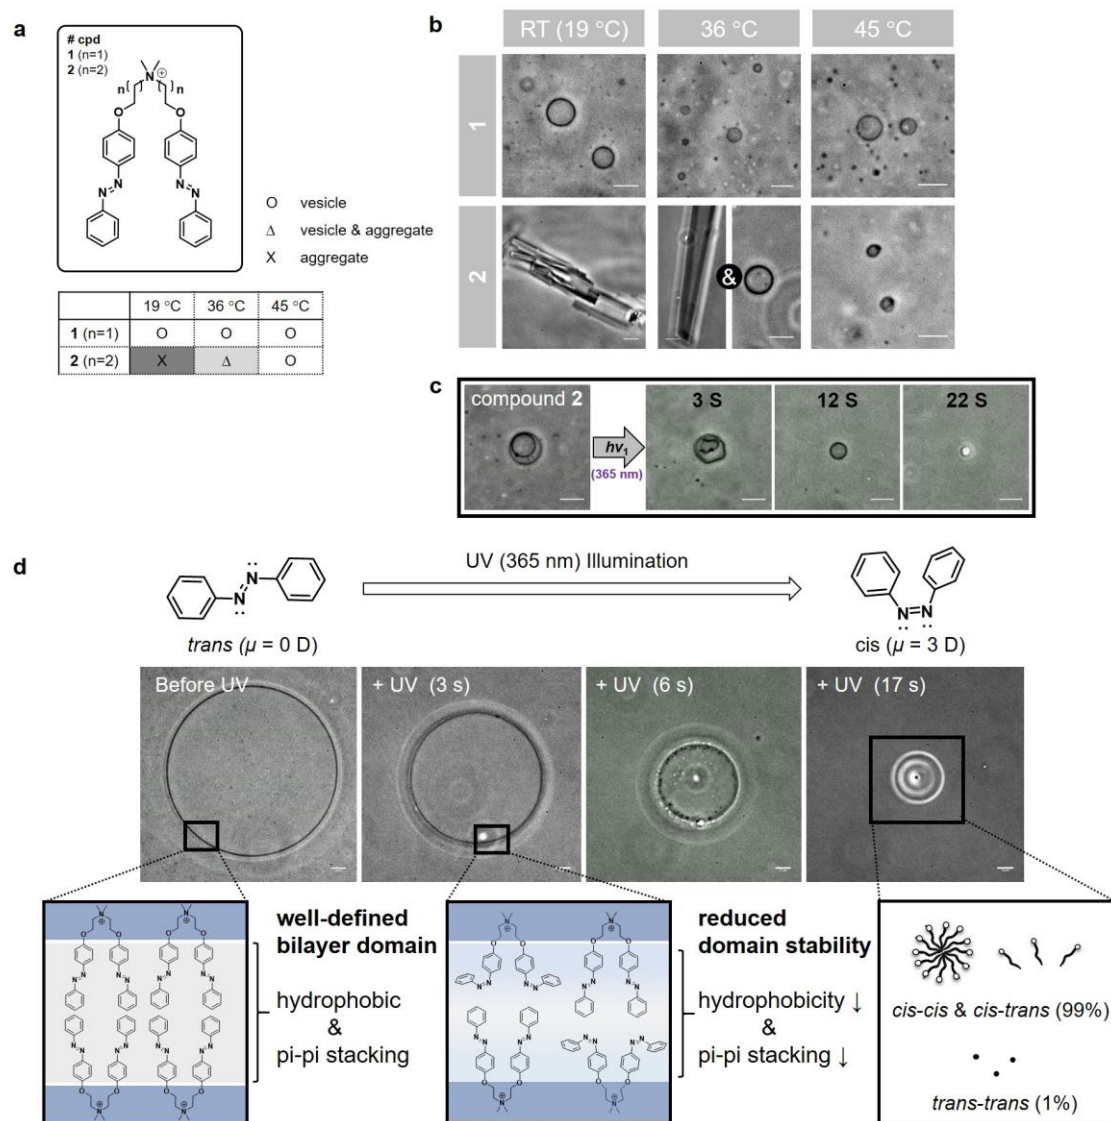 a
# cpd
1 (n=1)
2 (n=2)
N
⊕
n
n
O
O
N
N
N
N
O vesicle
Δ vesicle & aggregate
X aggregate
19 °C 36 °C 45 °C
1 (n=1) O O O
2 (n=2) X Δ O
b
RT (19 °C) 36 °C 45 °C
1
2
&
c
compound 2
hv₁
(365 nm)
3 S
12 S
22 S
d
UV (365 nm) Illumination
N
N
N=N
trans (μ = 0 D)
cis (μ = 3 D)
Before UV
+ UV (3 s)
+ UV (6 s)
+ UV (17 s)
well-defined
bilayer domain
hydrophobic
&
pi-pi stacking
reduced
domain stability
hydrophobicity ↓
&
pi-pi stacking ↓
cis-cis & cis-trans (99%)
trans-trans (1%)